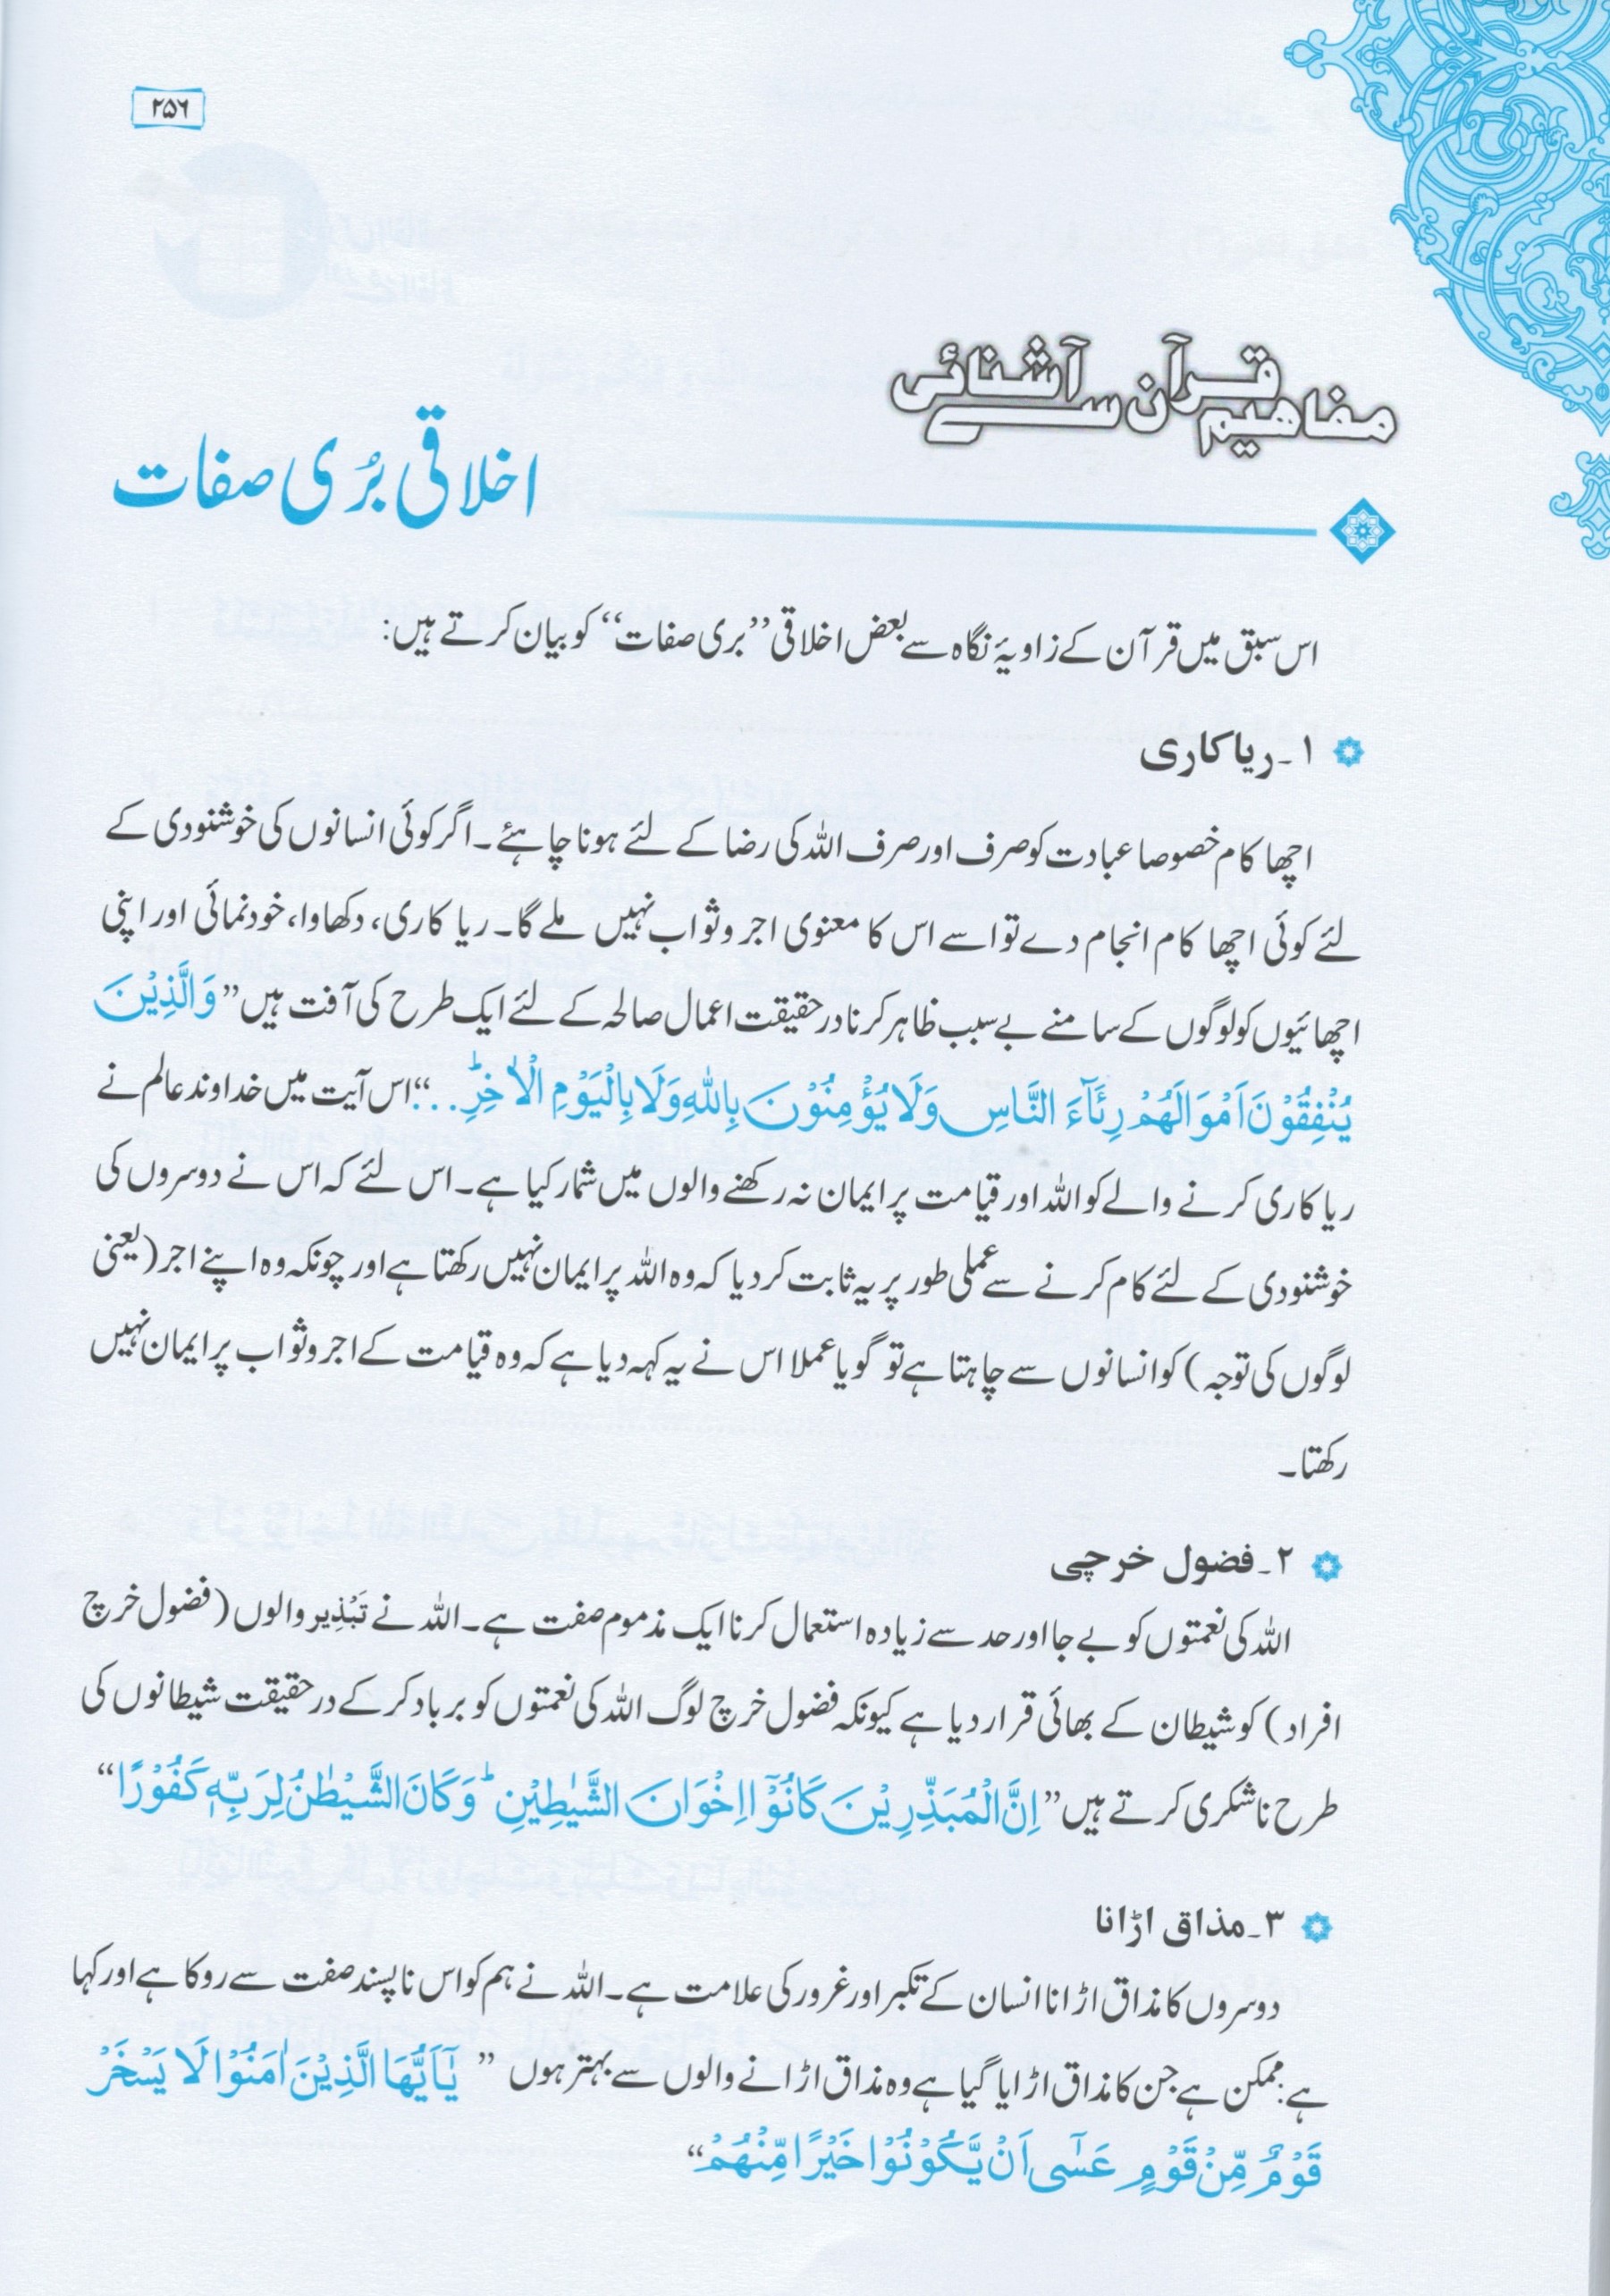 ۲۵۶
مفاهیم قرآن سے آشنائی
اخلاقی بُری صفات
اس سبق میں قرآن کے زاویۂ نگاہ سے بعض اخلاقی ”بری صفات“ کو بیان کرتے ہیں:
۱۔ریاکاری
اچھا کام خصوصا عبادت کو صرف اور صرف اللہ کی رضا کے لئے ہونا چاہئے۔ اگر کوئی انسانوں کی خوشنودی کے
لئے کوئی اچھا کام انجام دے تو اسے اس کا معنوی اجر و ثواب نہیں ملے گا۔ ریا کاری، دکھاوا، خودنمائی اور اپنی
اچھائیوں کو لوگوں کے سامنے بے سبب ظاہر کرنا در حقیقت اعمال صالحہ کے لئے ایک طرح کی آفت ہیں ”وَالَّذِیْنَ
یُنْفِقُوْنَ اَمْوَالَهُمْ رِئَآءَ النَّاسِ وَلَا یُؤْمِنُوْنَ بِاللّٰهِ وَلَا بِالْیَوْمِ الْاٰخِرِؕ...“ اس آیت میں خداوند عالم نے
ریا کاری کرنے والے کو اللہ اور قیامت پر ایمان نہ رکھنے والوں میں شمار کیا ہے۔ اس لئے کہ اس نے دوسروں کی
خوشنودی کے لئے کام کرنے سے عملی طور پر یہ ثابت کر دیا کہ وہ اللہ پر ایمان نہیں رکھتا ہے اور چونکہ وہ اپنے اجر (یعنی
لوگوں کی توجہ) کو انسانوں سے چاہتا ہے تو گویا عملا اس نے یہ کہہ دیا ہے کہ وہ قیامت کے اجر و ثواب پر ایمان نہیں
رکھتا۔
۲۔فضول خرچی
اللہ کی نعمتوں کو بے جا اور حد سے زیادہ استعمال کرنا ایک مذموم صفت ہے۔ اللہ نے تَبْذِیر والوں (فضول خرچ
افراد) کو شیطان کے بھائی قرار دیا ہے کیونکہ فضول خرچ لوگ اللہ کی نعمتوں کو برباد کر کے در حقیقت شیطانوں کی
طرح ناشکری کرتے ہیں ”اِنَّ الْمُبَذِّرِیْنَ كَانُوْۤا اِخْوَانَ الشَّیٰطِیْنِؕ وَكَانَ الشَّیْطٰنُ لِرَبِّهٖ كَفُوْرًا“
۳۔مذاق اڑانا
دوسروں کا مذاق اڑانا انسان کے تکبر اور غرور کی علامت ہے۔ اللہ نے ہم کو اس ناپسند صفت سے روکا ہے اور کہا
ہے: ممکن ہے جن کا مذاق اڑایا گیا ہے وہ مذاق اڑانے والوں سے بہتر ہوں ”یٰۤاَیُّهَا الَّذِیْنَ اٰمَنُوْا لَا یَسْخَرْ
قَوْمٌ مِّنْ قَوْمٍ عَسٰۤى اَنْ یَّكُوْنُوْا خَیْرًا مِّنْهُمْ“